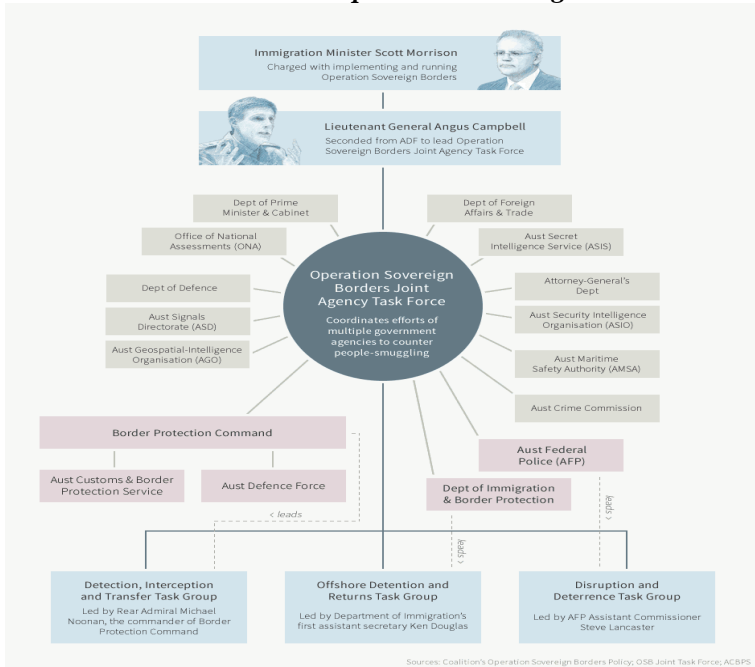 Immigration Minister Scott Morrison
Charged with implementing and running
Operation Sovereign Borders
Lieutenant General Angus Campbell
Seconded from ADF to lead Operation
Sovereign Borders Joint Agency Task Force
Dept of Prime
Minister & Cabinet
Dept of Foreign
Affairs & Trade
Office of National
Assessments (ONA)
Aust Secret
Intelligence Service (ASIS)
Dept of Defence
Attorney-General's
Dept
Aust Signals
Directorate (ASD)
Aust Security Intelligence
Organisation (ASIO)
Aust Geospatial-Intelligence
Organisation (AGO)
Aust Maritime
Safety Authority (AMSA)
Aust Crime Commission
Operation Sovereign
Borders Joint
Agency Task Force
Coordinates efforts of
multiple government
agencies to counter
people-smuggling
Border Protection Command
Aust Customs & Border
Protection Service
Aust Defence Force
Aust Federal
Police (AFP)
Dept of Immigration
& Border Protection
< leads
< leads
< leads
Detection, Interception
and Transfer Task Group
Led by Rear Admiral Michael
Noonan, the commander of Border
Protection Command
Offshore Detention and
Returns Task Group
Led by Department of Immigration's
first assistant secretary Ken Douglas
Disruption and
Deterrence Task Group
Led by AFP Assistant Commissioner
Steve Lancaster
Sources: Coalition's Operation Sovereign Borders Policy; OSB Joint Task Force; ACBPS